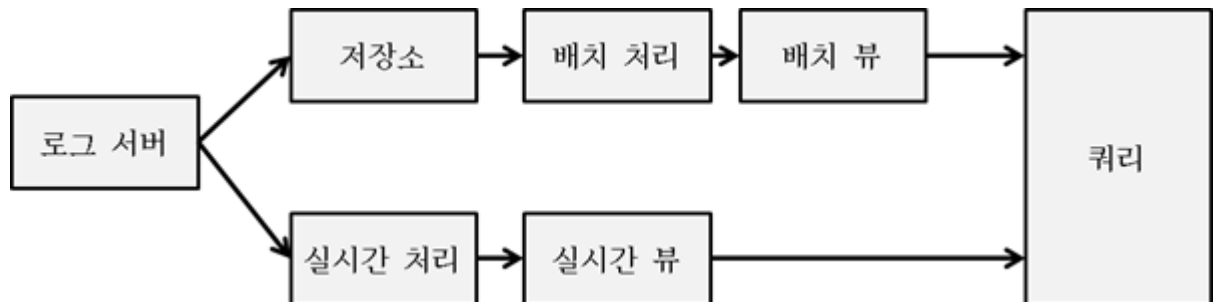 저장소
배치 처리
배치 뷰
로그 서버
쿼리
실시간 처리
실시간 뷰